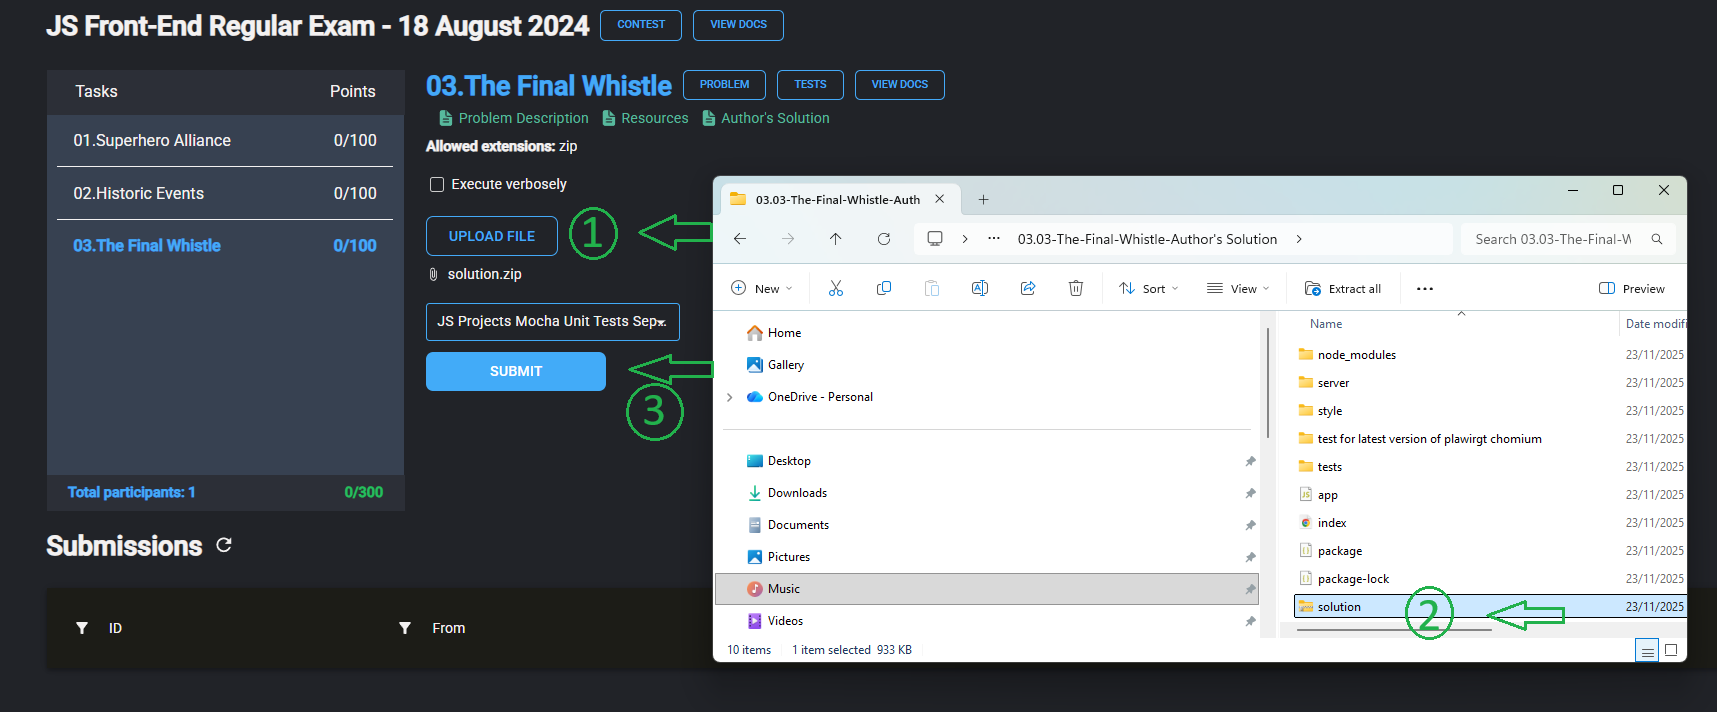 JS Front-End Regular Exam - 18 August 2024 CONTEST VIEW DOCS
Tasks Points
01.Superhero Alliance 0/100
02.Historic Events 0/100
03.The Final Whistle 0/100
Total participants: 1 0/300
03.The Final Whistle PROBLEM TESTS VIEW DOCS
Problem Description Resources Author's Solution
Allowed extensions: zip
Execute verbosely
UPLOAD FILE 1
solution.zip
JS Projects Mocha Unit Tests Sep...
SUBMIT
3
Submissions
ID From
03.03-The-Final-Whistle-Auth
03.03-The-Final-Whistle-Author's Solution Search 03.03-The-Final-W
New Sort View Extract all Preview
Home
Gallery
OneDrive - Personal
Desktop
Downloads
Documents
Pictures
Music
Videos
Name Date modifi
node_modules 23/11/2025
server 23/11/2025
style 23/11/2025
test for latest version of plawirgt chomium 23/11/2025
tests 23/11/2025
JS app 23/11/2025
index 23/11/2025
package 23/11/2025
package-lock 23/11/2025
solution 2 23/11/2025
10 items 1 item selected 933 KB